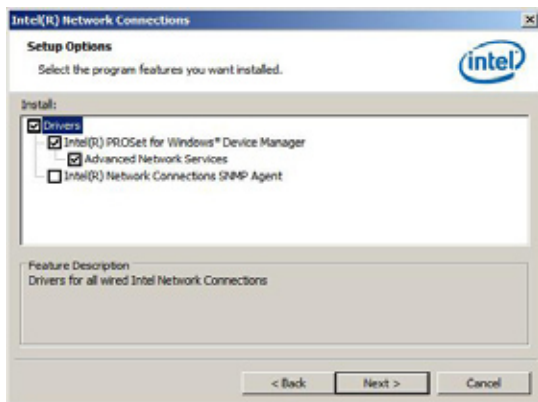 Intel(R) Network Connections
Setup Options
Select the program features you want installed.
intel
Install:
Drivers
Intel(R) PROSet for Windows* Device Manager
Advanced Network Services
Intel(R) Network Connections SNMP Agent
Feature Description
Drivers for all wired Intel Network Connections
< Back
Next >
Cancel